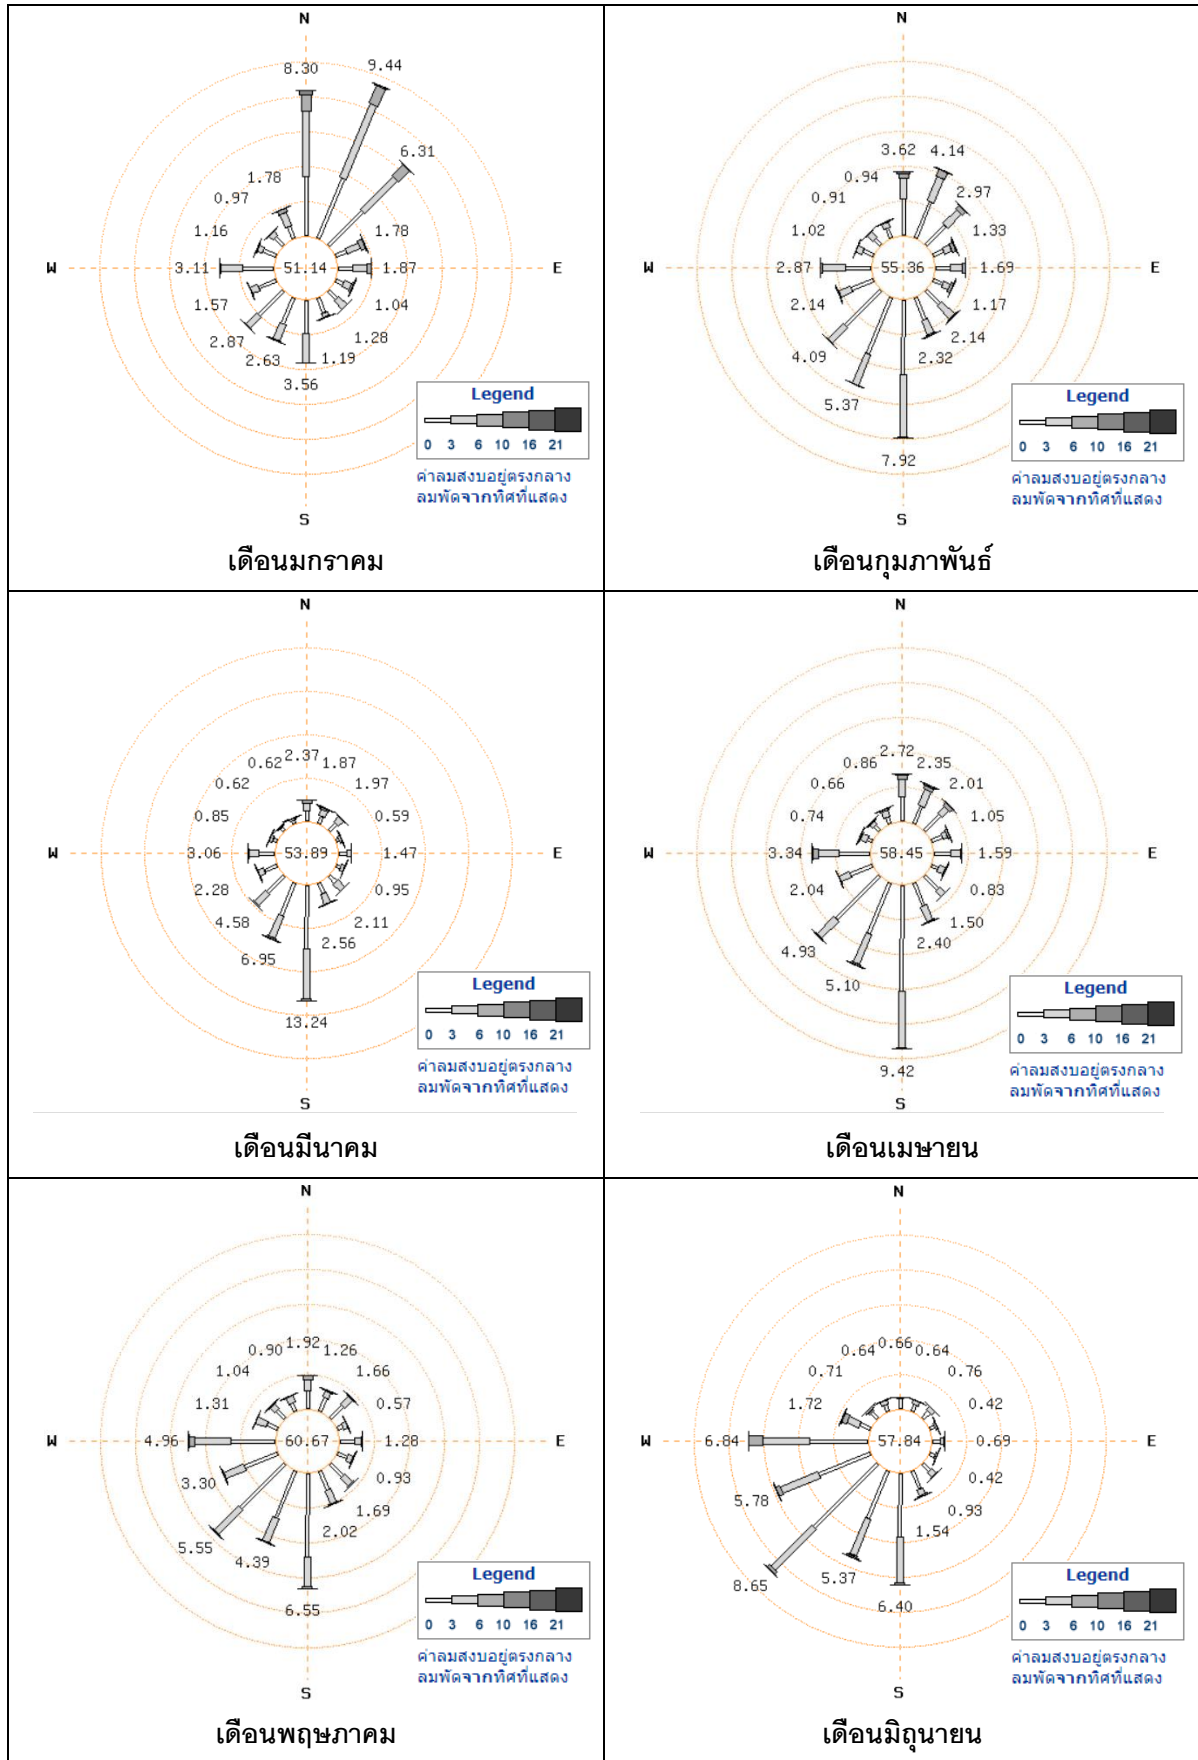 N
8.30 9.44
6.31
1.78
0.97
1.16 1.78
W 3.11 51.14 1.87 E
1.57 1.04
2.87 1.28
2.63 1.19
3.56
Legend
0 3 6 10 16 21
ค่าลมสงบอยู่ตรงกลาง
ลมพัดจากทิศที่แสดง
S
เดือนมกราคม
N
3.62 4.14
0.94 2.97
0.91
1.02 1.33
W 2.87 55.36 1.69 E
2.14 1.17
4.09 2.14
5.37 2.32
7.92
Legend
0 3 6 10 16 21
ค่าลมสงบอยู่ตรงกลาง
ลมพัดจากทิศที่แสดง
S
เดือนกุมภาพันธ์
N
0.62 2.37 1.87
0.62 1.97
0.85 0.59
W 3.06 53.89 1.47 E
2.28 0.95
4.58 2.11
6.95 2.56
13.24
Legend
0 3 6 10 16 21
ค่าลมสงบอยู่ตรงกลาง
ลมพัดจากทิศที่แสดง
S
เดือนมีนาคม
N
0.86 2.72 2.35
0.66 2.01
0.74 1.05
W 3.34 58.45 1.59 E
2.04 0.83
4.93 1.50
5.10 2.40
9.42
Legend
0 3 6 10 16 21
ค่าลมสงบอยู่ตรงกลาง
ลมพัดจากทิศที่แสดง
S
เดือนเมษายน
N
0.90 1.92 1.26
1.04 1.66
1.31 0.57
W 4.96 60.67 1.28 E
3.30 0.93
5.55 1.69
4.39 2.02
6.55
Legend
0 3 6 10 16 21
ค่าลมสงบอยู่ตรงกลาง
ลมพัดจากทิศที่แสดง
S
เดือนพฤษภาคม
N
0.64 0.66 0.64
0.71 0.76
1.72 0.42
W 6.84 57.84 0.69 E
5.78 0.42
8.65 0.93
5.37 1.54
6.40
Legend
0 3 6 10 16 21
ค่าลมสงบอยู่ตรงกลาง
ลมพัดจากทิศที่แสดง
S
เดือนมิถุนายน